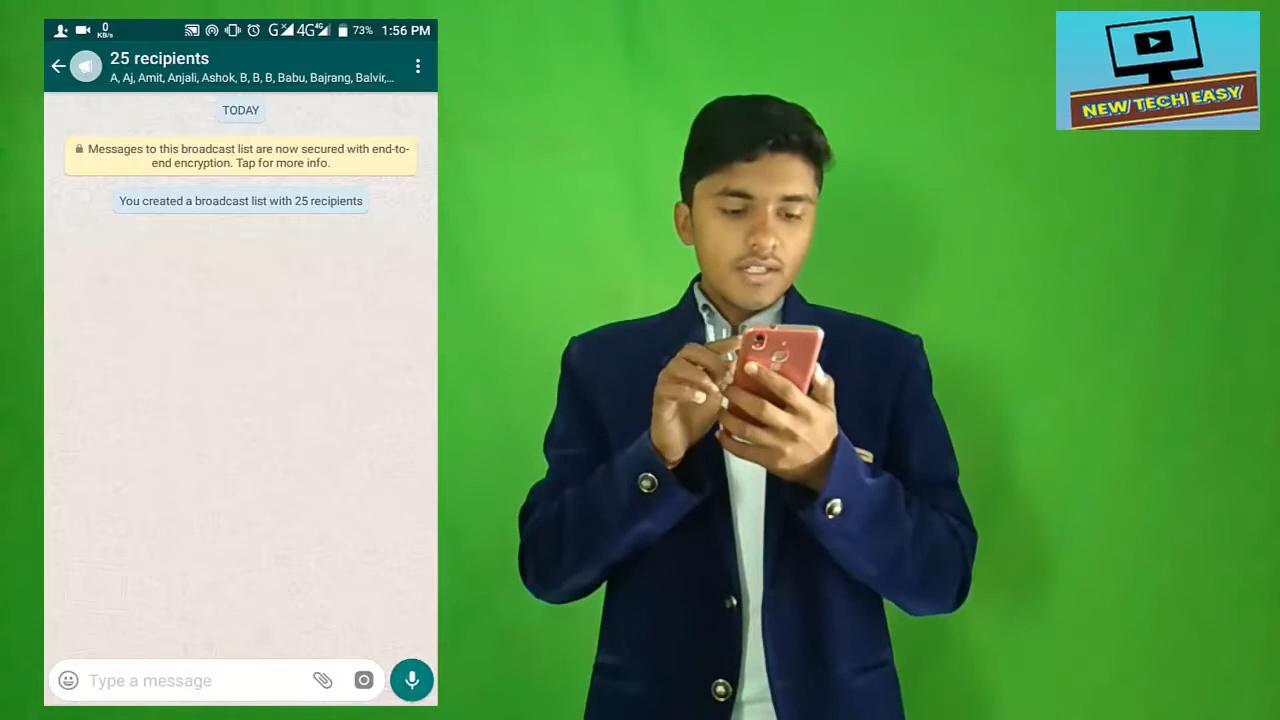 0
KB/s
G 4G 4G 73% 1:56 PM
25 recipients
A, Aj, Amit, Anjali, Ashok, B, B, B, Babu, Bajrang, Balvir,...
TODAY
Messages to this broadcast list are now secured with end-to-
end encryption. Tap for more info.
You created a broadcast list with 25 recipients
Type a message
NEW TECH EASY